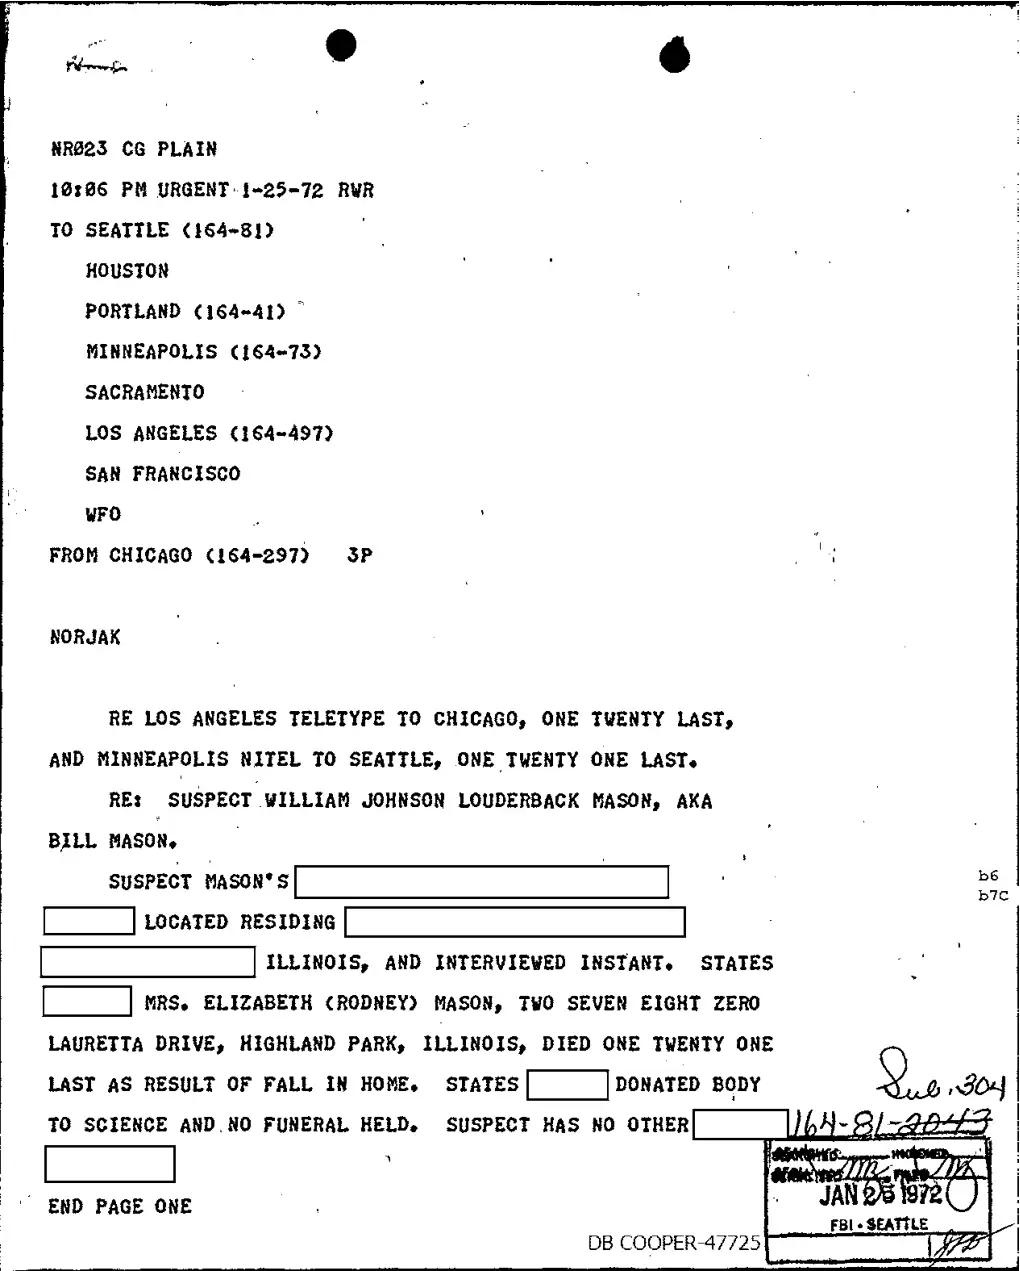 NR023 CG PLAIN
10:06 PM URGENT 1-25-72 RWR
TO SEATTLE (164-81)
HOUSTON
PORTLAND (164-41)
MINNEAPOLIS (164-73)
SACRAMENTO
LOS ANGELES (164-497)
SAN FRANCISCO
WFO
FROM CHICAGO (164-297) 3P
NORJAK
RE LOS ANGELES TELETYPE TO CHICAGO, ONE TWENTY LAST,
AND MINNEAPOLIS NITEL TO SEATTLE, ONE TWENTY ONE LAST.
RE: SUSPECT WILLIAM JOHNSON LOUDERBACK MASON, AKA
BILL MASON.
SUSPECT MASON'S
b6
b7C
LOCATED RESIDING
ILLINOIS, AND INTERVIEWED INSTANT. STATES
MRS. ELIZABETH (RODNEY) MASON, TWO SEVEN EIGHT ZERO
LAURETTA DRIVE, HIGHLAND PARK, ILLINOIS, DIED ONE TWENTY ONE
LAST AS RESULT OF FALL IN HOME. STATES DONATED BODY
Sub. 304
TO SCIENCE AND NO FUNERAL HELD. SUSPECT HAS NO OTHER
164-81-2043
JAN 25 1972
FBI - SEATTLE
END PAGE ONE
DB COOPER-47725